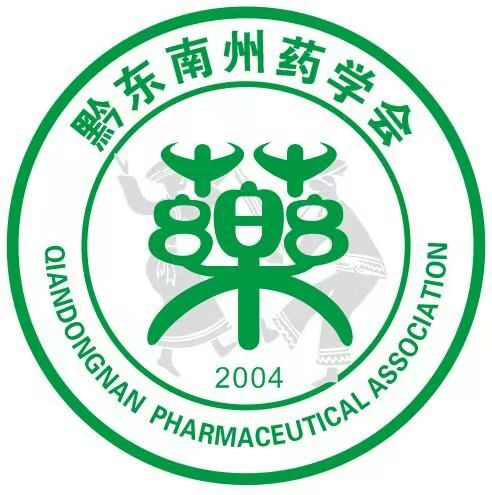 黔东南州药学会
藥
2004
QIANDONGNAN PHARMACEUTICAL ASSOCIATION